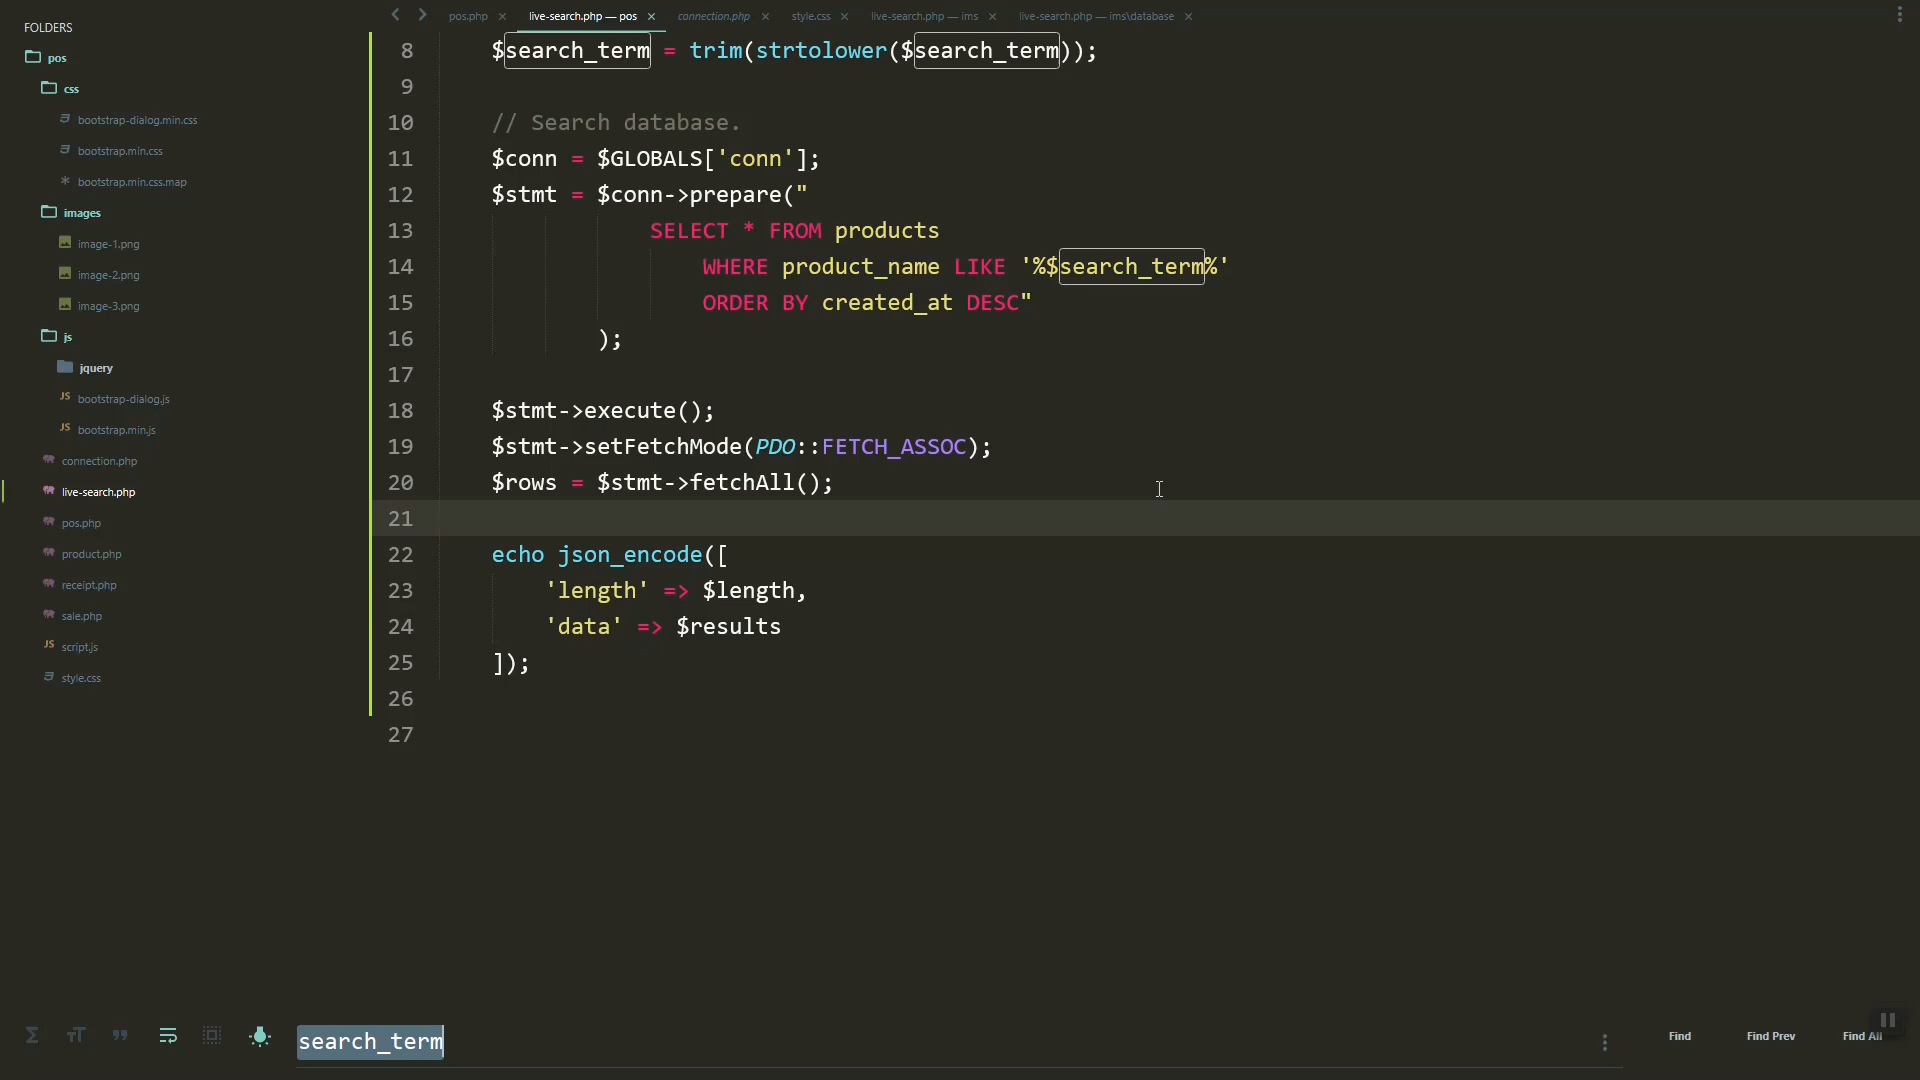 FOLDERS
pos
css
bootstrap-dialog.min.css
bootstrap.min.css
bootstrap.min.css.map
images
image-1.png
image-2.png
image-3.png
js
jquery
bootstrap-dialog.js
bootstrap.min.js
connection.php
live-search.php
pos.php
product.php
receipt.php
sale.php
script.js
style.css
pos.php × live-search.php — pos × connection.php × style.css × live-search.php — ims × live-search.php — ims\database ×
8 $search_term = trim(strtolower($search_term));
9
10 // Search database.
11 $conn = $GLOBALS['conn'];
12 $stmt = $conn->prepare("
13 SELECT * FROM products
14 WHERE product_name LIKE '%$search_term%'
15 ORDER BY created_at DESC"
16 );
17
18 $stmt->execute();
19 $stmt->setFetchMode(PDO::FETCH_ASSOC);
20 $rows = $stmt->fetchAll();
21
22 echo json_encode([
23 'length' => $length,
24 'data' => $results
25 ]);
26
27
search_term
Find Find Prev Find All